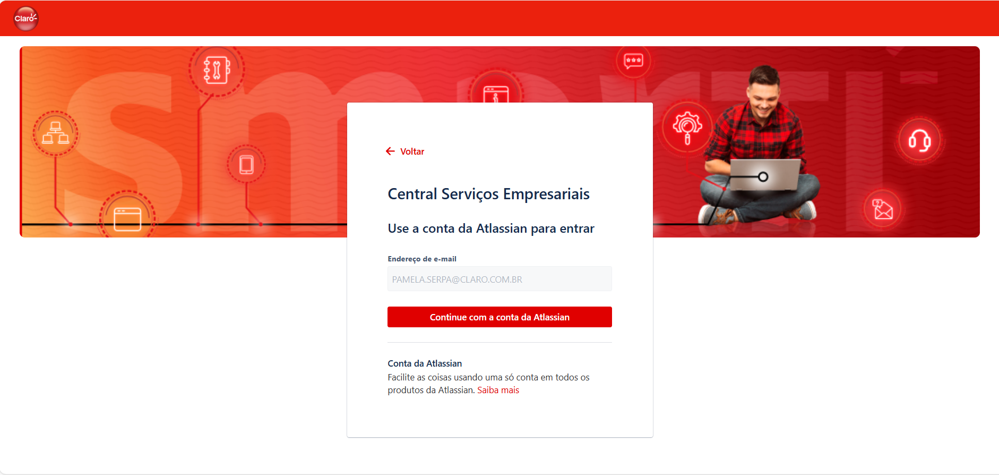 Claro
smarTI
Voltar
Central Serviços Empresariais
Use a conta da Atlassian para entrar
Endereço de e-mail
PAMELA.SERPA@CLARO.COM.BR
Continue com a conta da Atlassian
Conta da Atlassian
Facilite as coisas usando uma só conta em todos os
produtos da Atlassian. Saiba mais